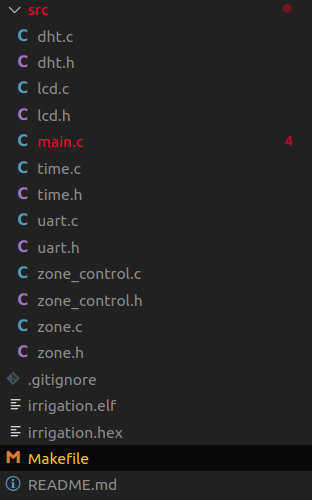 src
C dht.c
C dht.h
C lcd.c
C lcd.h
C main.c 4
C time.c
C time.h
C uart.c
C uart.h
C zone_control.c
C zone_control.h
C zone.c
C zone.h
.gitignore
irrigation.elf
irrigation.hex
M Makefile
README.md